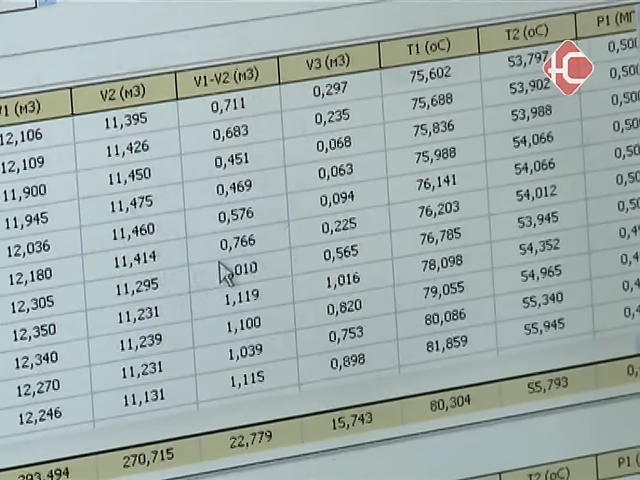 V2 (м3) V1-V2 (м3) V3 (м3) T1 (oC) T2 (oC) P1
12,106 11,395 0,711 0,297 75,602 53,797
12,109 11,426 0,683 0,235 75,688 53,902
11,900 11,450 0,451 0,068 75,836 53,988
11,945 11,475 0,469 0,063 75,988 54,066
12,036 11,460 0,576 0,094 76,141 54,066
12,180 11,414 0,766 0,225 76,203 54,012
12,305 11,295 ,010 0,565 76,785 53,945
12,350 11,231 1,119 1,016 78,098 54,352
12,340 11,239 1,100 0,820 79,055 54,965
12,270 11,231 1,039 0,753 80,086 55,340
12,246 11,131 1,115 0,898 81,859 55,945
270,715 22,779 15,743 80,304 55,793
T2 (oC) P1